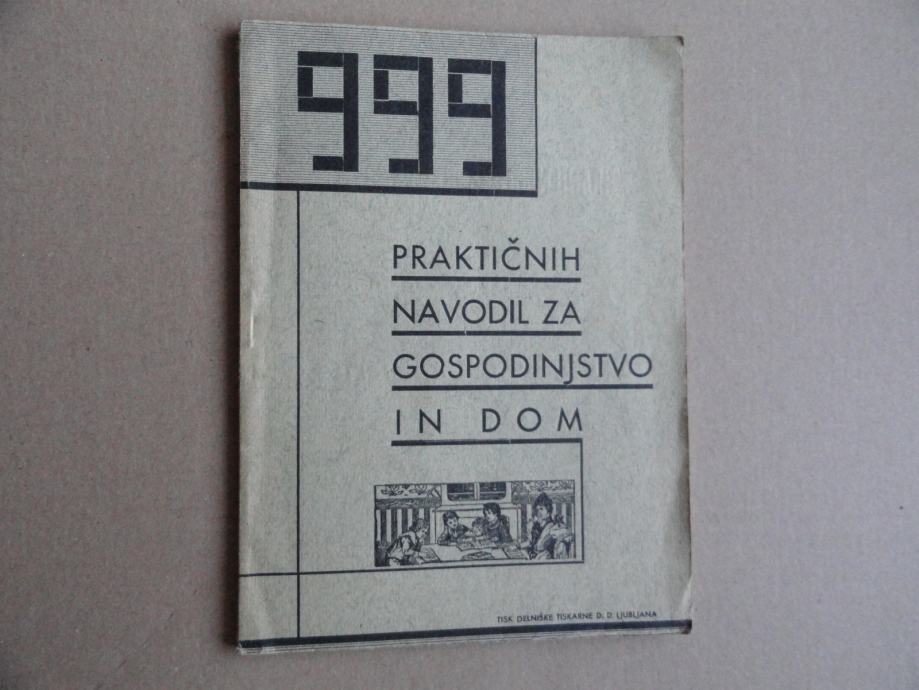 999
PRAKTIČNIH
NAVODIL ZA
GOSPODINJSTVO
IN DOM
TISK DELNIŠKE TISKARNE D. D. LJUBLJANA